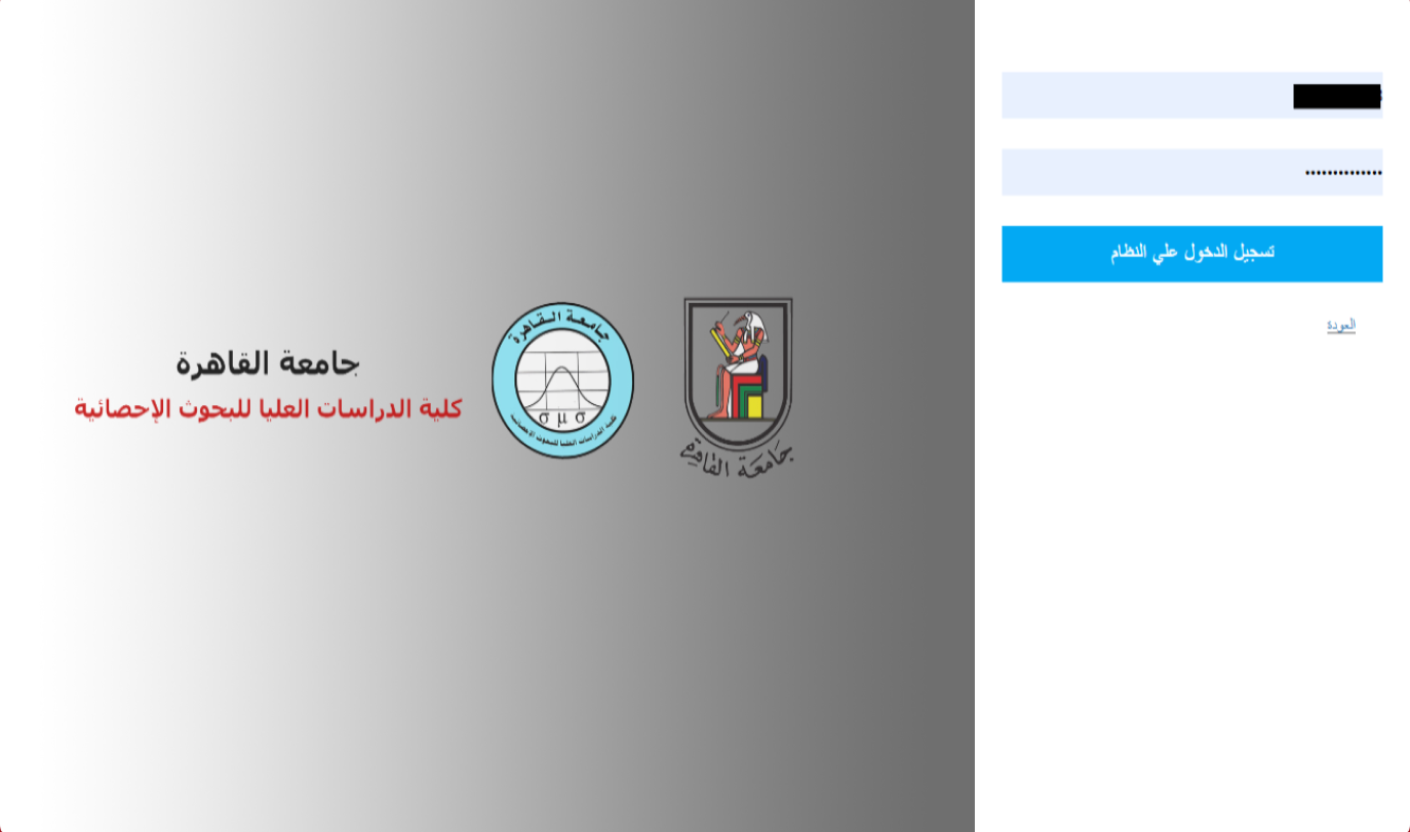 ••••••••••••••
تسجيل الدخول علي النظام
العودة
جامعة القاهرة
جامعة القاهرة
كلية الدراسات العليا للبحوث الإحصائية
σ μ σ
كلية الدراسات العليا للبحوث الإحصائية
جامعة القاهرة